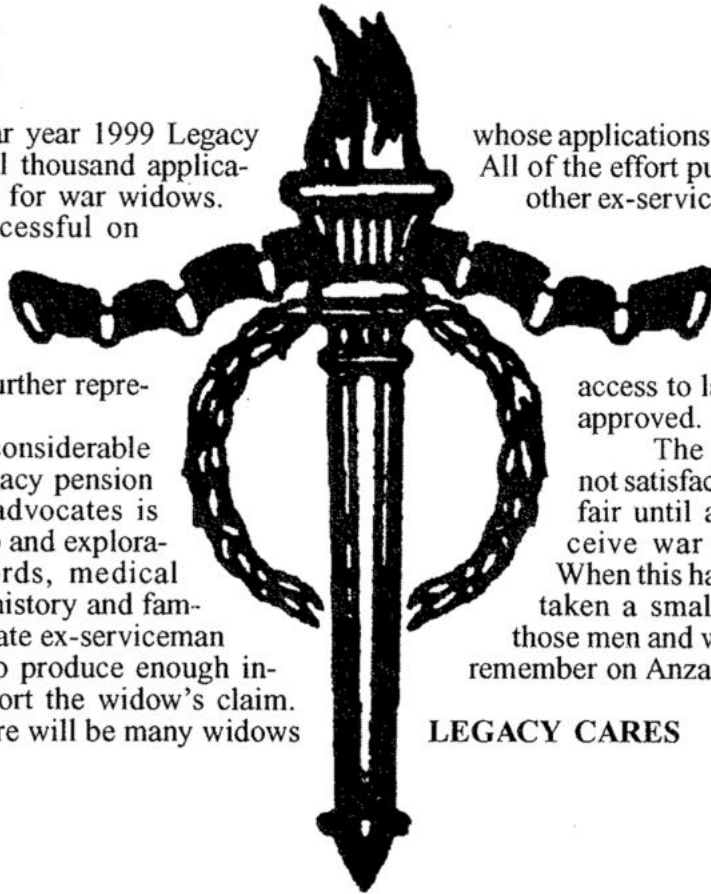 ar year 1999 Legacy
l thousand applica-
for war widows.
cessful on
urther repre-
onsiderable
acy pension
advocates is
and explora-
rds, medical
history and fam-
ate ex-serviceman
o produce enough in-
ort the widow's claim.
re will be many widows
whose applications
All of the effort pu
other ex-servic
access to la
approved.
The
not satisfac
fair until a
ceive war
When this ha
taken a smal
those men and w
remember on Anza
LEGACY CARES